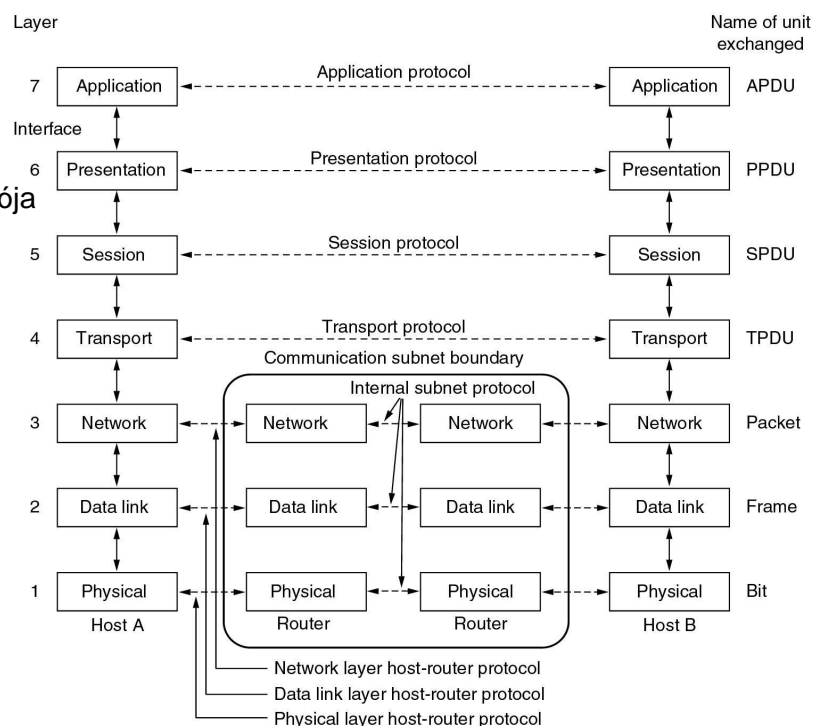 Layer
Name of unit
exchanged
7 Application Application protocol Application APDU
Interface
6 Presentation Presentation protocol Presentation PPDU
ója
5 Session Session protocol Session SPDU
4 Transport Transport protocol Transport TPDU
Communication subnet boundary
Internal subnet protocol
3 Network Network Network Network Packet
2 Data link Data link Data link Data link Frame
1 Physical Physical Physical Physical Bit
Host A Router Router Host B
Network layer host-router protocol
Data link layer host-router protocol
Physical layer host-router protocol